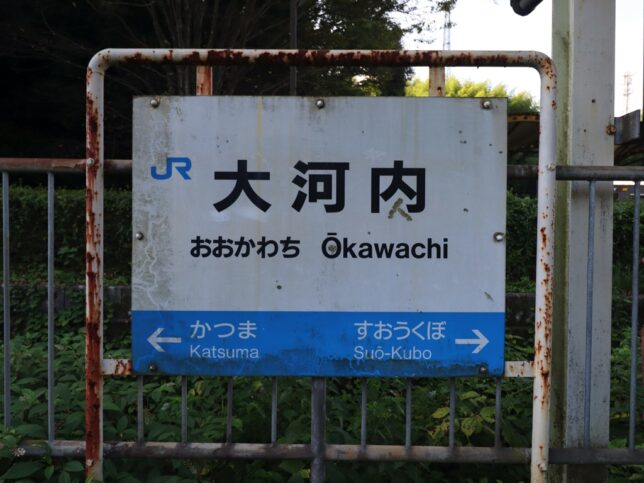 JR 大河内
おおかわち Ōkawachi
← かつま すおうくぼ →
Katsuma Suō-Kubo